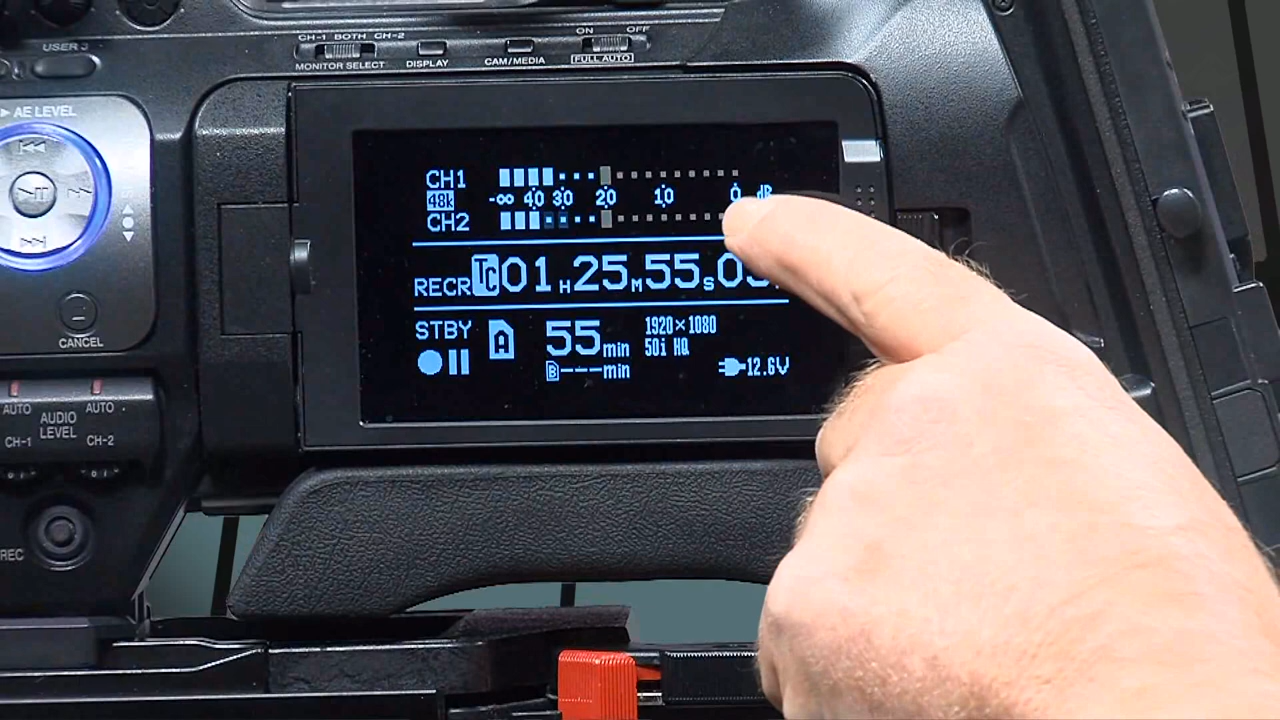 USER 3
CH-1 BOTH CH-2
MONITOR SELECT
DISPLAY
CAM/MEDIA
ON OFF
FULL AUTO
AE LEVEL
CANCEL
AUTO AUTO
AUDIO
LEVEL
CH-1 CH-2
REC
CH1
48k -∞ 40 30 20 10 0 dB
CH2
RECR TC 01H25M55S
STBY A 55min 1920×1080
50i HQ
B---min 12.6V